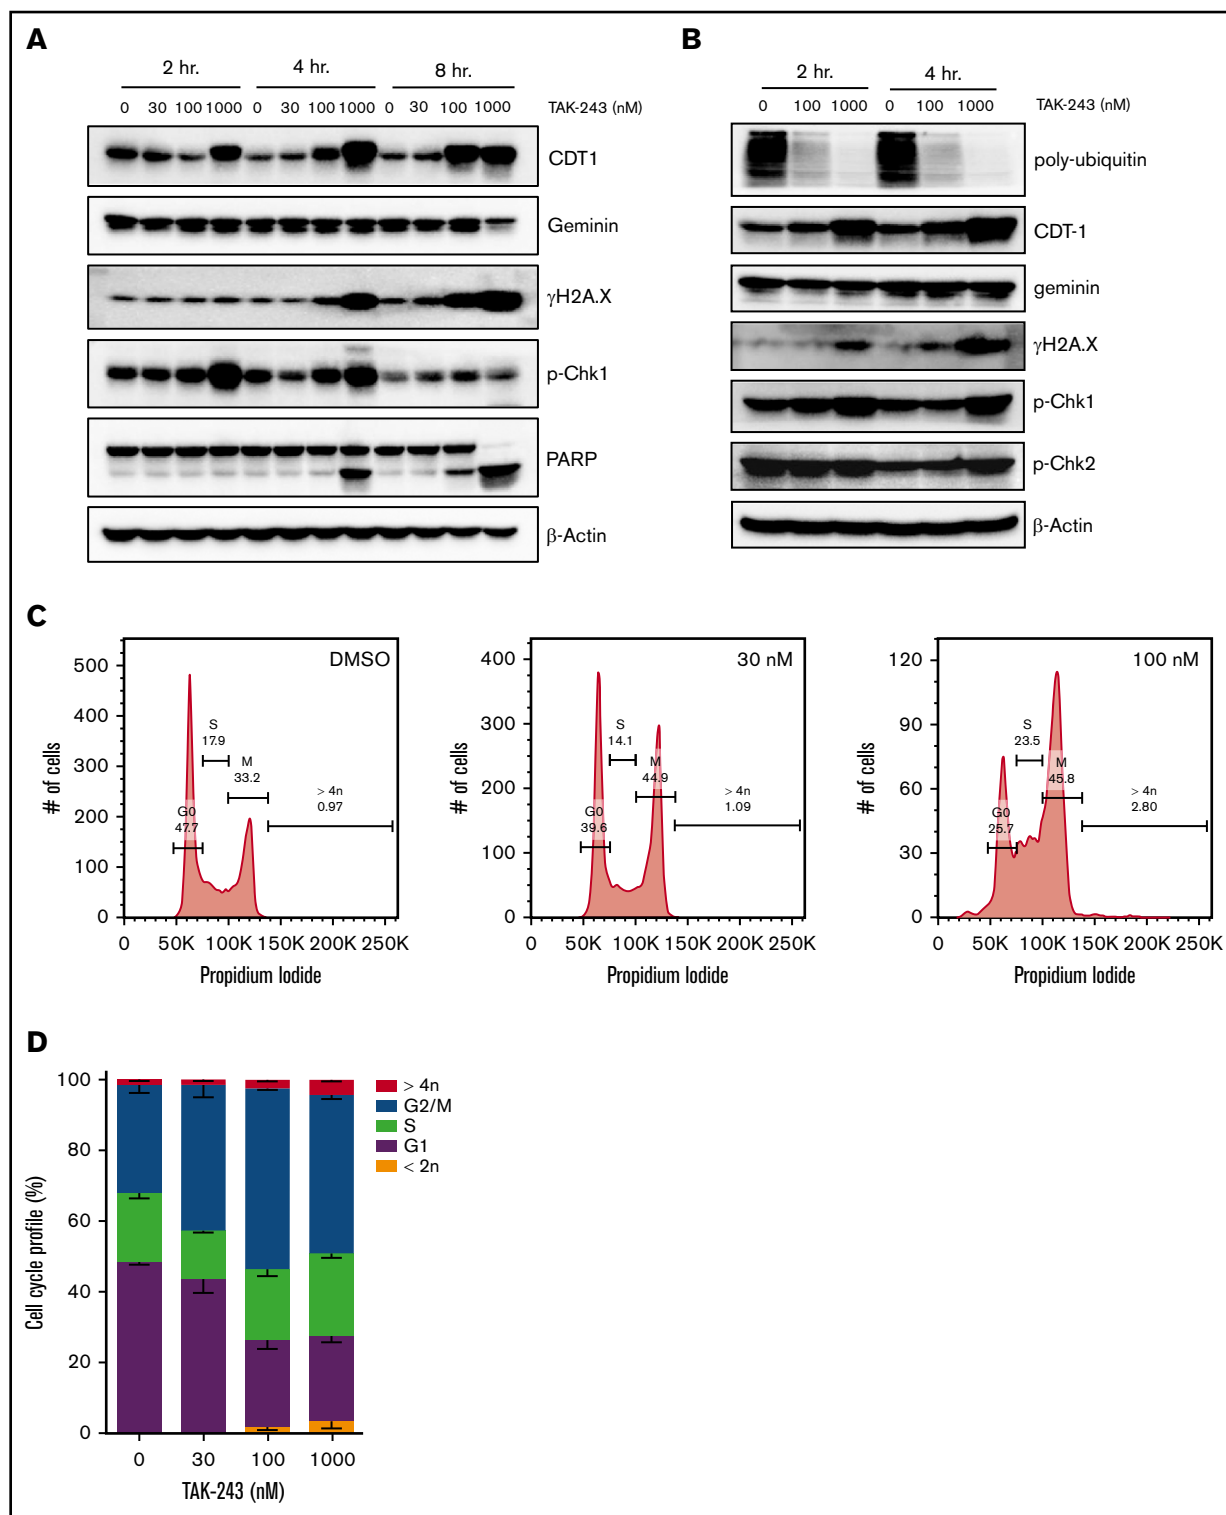 A
2 hr. 4 hr. 8 hr.
0 30 100 1000 0 30 100 1000 0 30 100 1000 TAK-243 (nM)
CDT1
Geminin
γH2A.X
p-Chk1
PARP
β-Actin
B
2 hr. 4 hr.
0 100 1000 0 100 1000 TAK-243 (nM)
poly-ubiquitin
CDT-1
geminin
γH2A.X
p-Chk1
p-Chk2
β-Actin
C
DMSO
# of cells
500
400
300
200
100
0
S
17.9
M
33.2
> 4n
0.97
G0
47.7
0 50K 100K 150K 200K 250K
Propidium Iodide
30 nM
# of cells
400
300
200
100
0
S
14.1
M
44.9
> 4n
1.09
G0
39.6
0 50K 100K 150K 200K 250K
Propidium Iodide
100 nM
# of cells
120
90
60
30
0
S
23.5
M
45.8
> 4n
2.80
G0
25.7
0 50K 100K 150K 200K 250K
Propidium Iodide
D
Cell cycle profile (%)
100
80
60
40
20
0
0 30 100 1000
TAK-243 (nM)
> 4n
G2/M
S
G1
< 2n